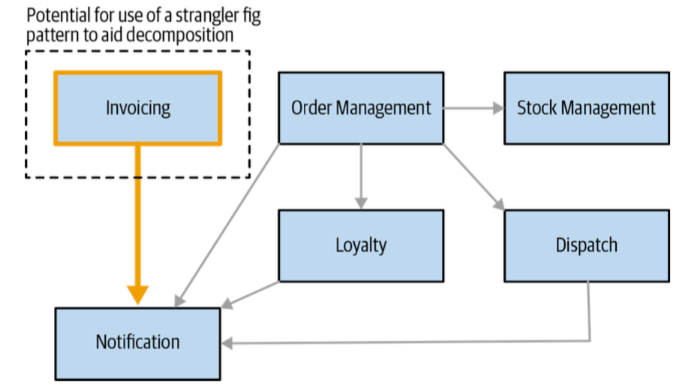 Potential for use of a strangler fig
pattern to aid decomposition
Invoicing
Order Management
Stock Management
Loyalty
Dispatch
Notification